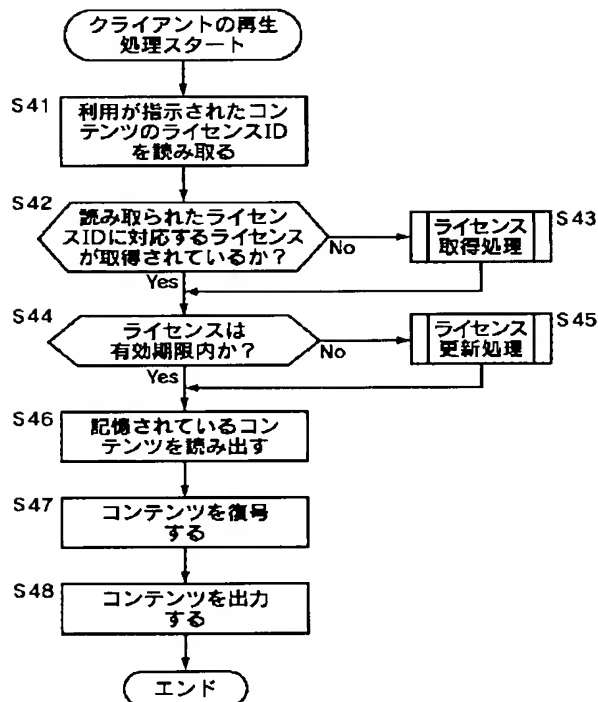 クライアントの再生
処理スタート
S41
利用が指示されたコン
テンツのライセンスID
を読み取る
S42
読み取られたライセン
スIDに対応するライセンス
が取得されているか?
No
Yes
S43
ライセンス
取得処理
S44
ライセンスは
有効期限内か?
No
Yes
S45
ライセンス
更新処理
S46
記憶されているコン
テンツを読み出す
S47
コンテンツを復号
する
S48
コンテンツを出力
する
エンド